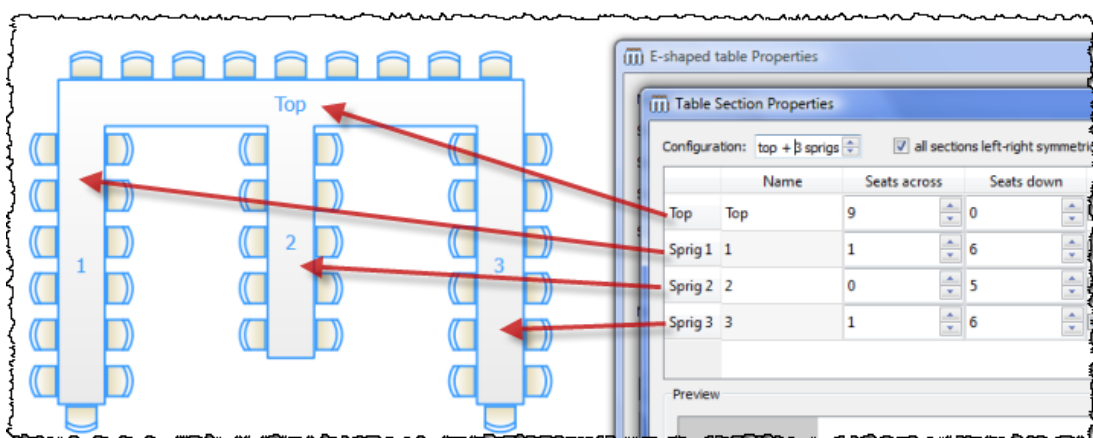 E-shaped table Properties
Table Section Properties
Configuration: top + 3 sprigs all sections left-right symmetric
Name Seats across Seats down
Top Top 9 0
Sprig 1 1 1 6
Sprig 2 2 0 5
Sprig 3 3 1 6
Preview
Top
1
2
3